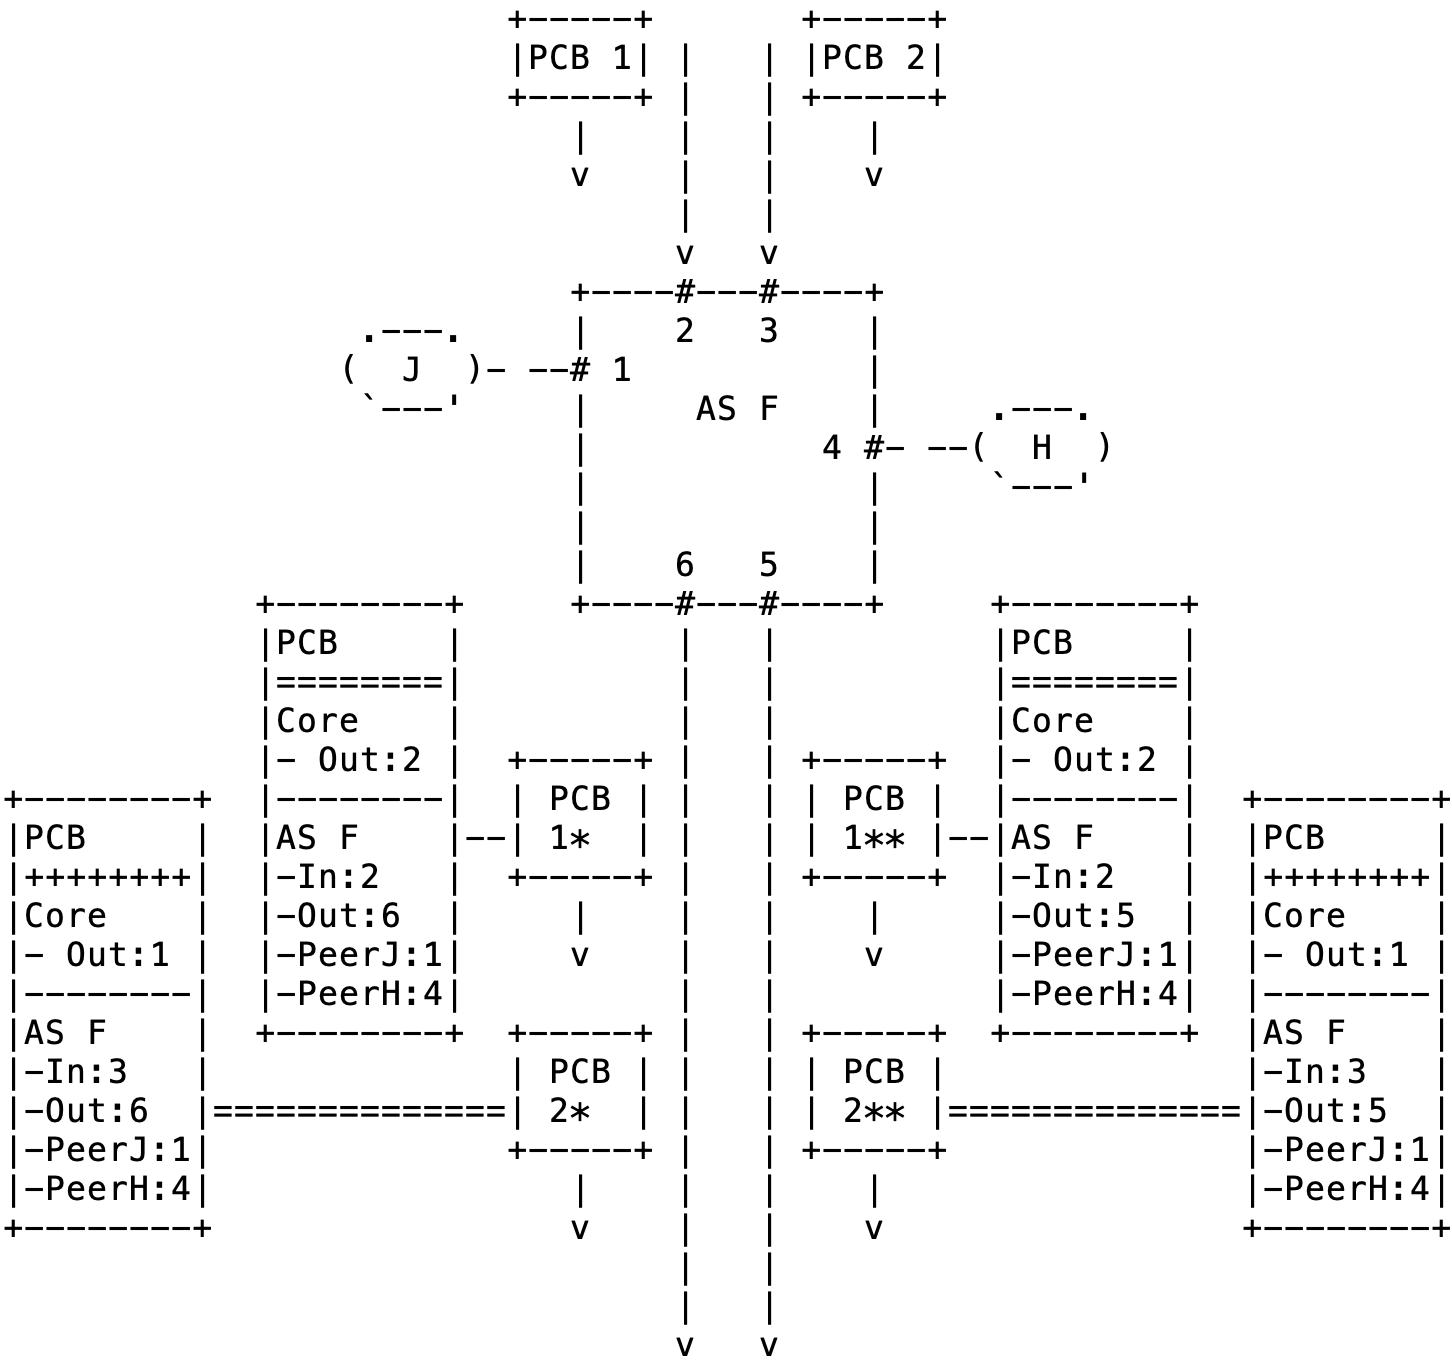 PCB 1
PCB 2
2 3
J
1
AS F
H
4
6 5
PCB
Core
- Out:2
AS F
-In:2
-Out:6
-PeerJ:1
-PeerH:4
PCB
1*
PCB
1**
PCB
Core
- Out:2
AS F
-In:2
-Out:5
-PeerJ:1
-PeerH:4
PCB
Core
- Out:1
AS F
-In:3
-Out:6
-PeerJ:1
-PeerH:4
PCB
2*
PCB
2**
PCB
Core
- Out:1
AS F
-In:3
-Out:5
-PeerJ:1
-PeerH:4